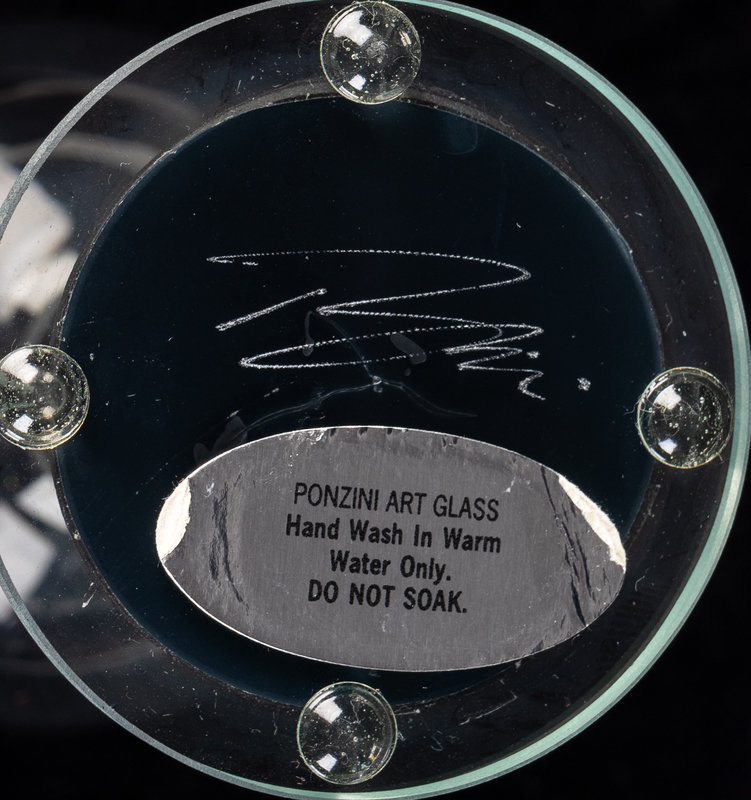 PONZINI ART GLASS
Hand Wash In Warm
Water Only.
DO NOT SOAK.